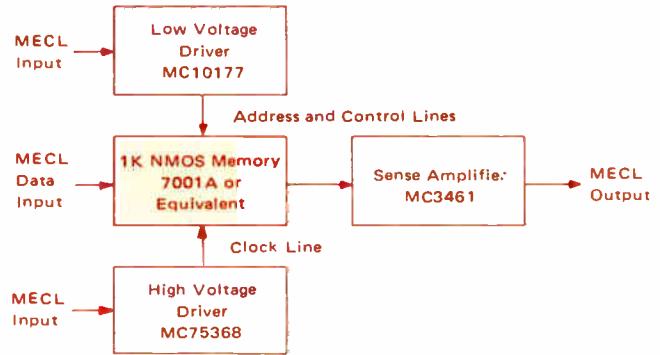 MECL
Input
Low Voltage
Driver
MC10177
Address and Control Lines
MECL
Data
Input
1K NMOS Memory
7001A or
Equivalent
Sense Amplifier
MC3461
MECL
Output
Clock Line
MECL
Input
High Voltage
Driver
MC75368